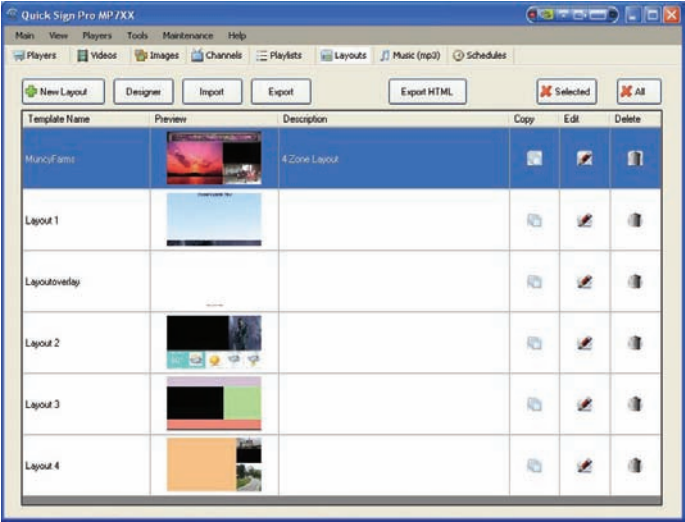 Quick Sign Pro MP7XX
Main View Players Tools Maintenance Help
Players Videos Images Channels Playlists Layouts Music (mp3) Schedules
New Layout Designer Import Export Export HTML Selected All
Template Name Preview Description Copy Edit Delete
MuncyFarms 4 Zone Layout
Layout 1
Layoutoverlay
Layout 2
Layout 3
Layout 4